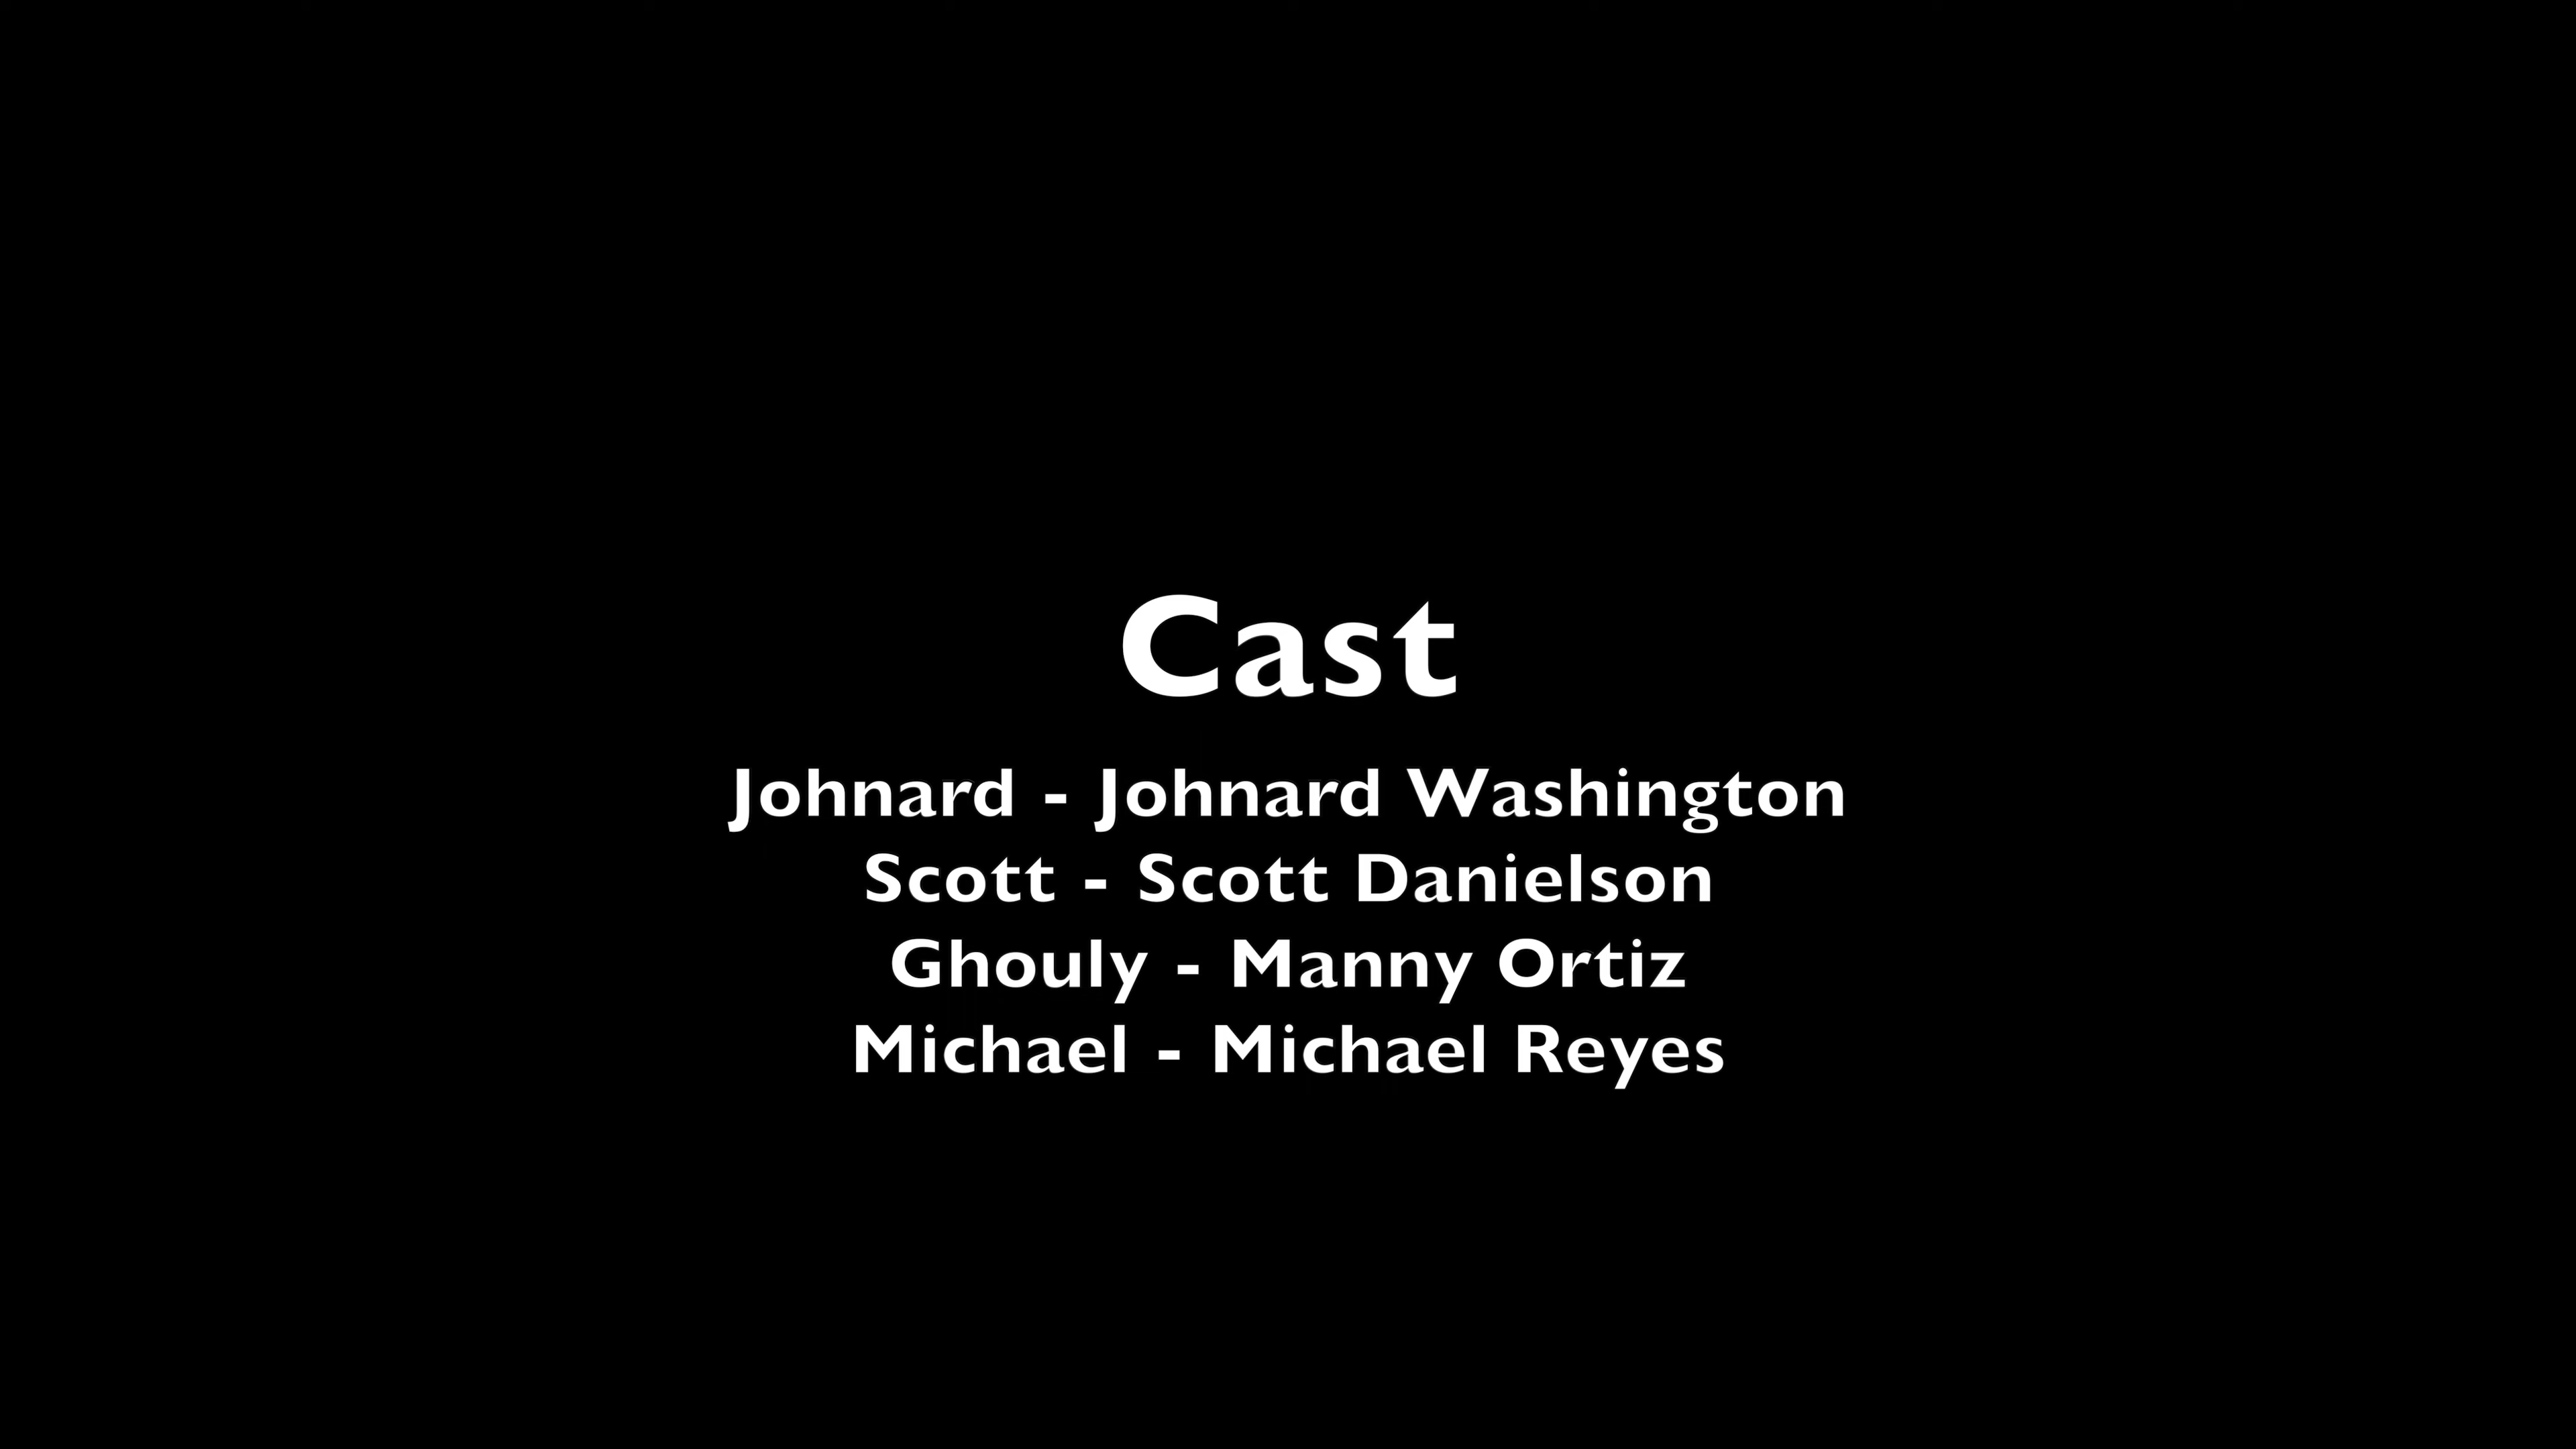 Cast
Johnard - Johnard Washington
Scott - Scott Danielson
Ghouly - Manny Ortiz
Michael - Michael Reyes